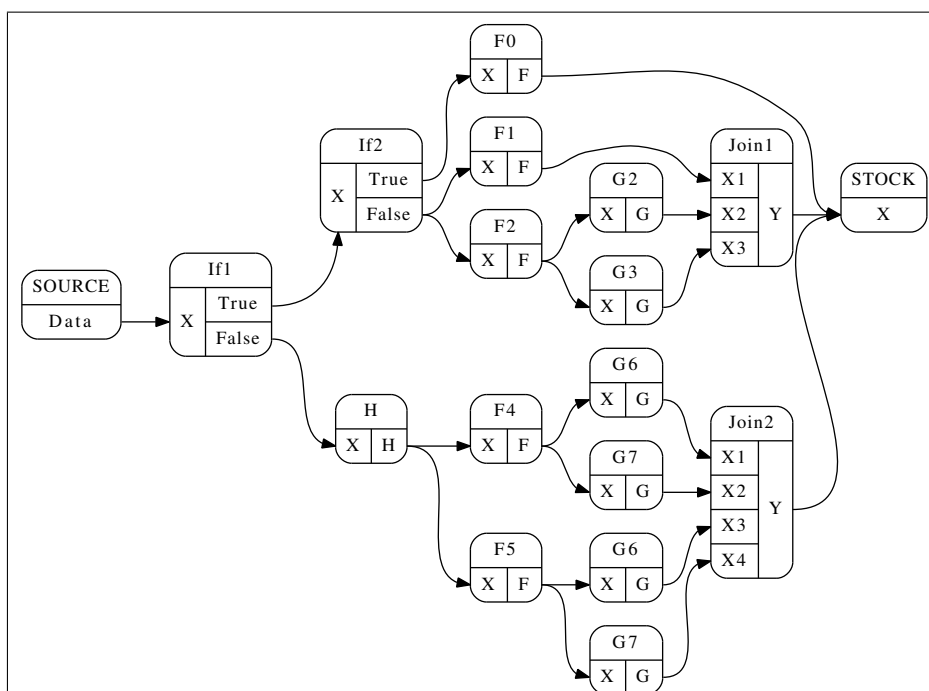 F0
X F
If2
X True
False
F1
X F
Join1
X1
X2
X3
Y
G2
X G
STOCK
X
F2
X F
G3
X G
SOURCE
Data
If1
X True
False
G6
X G
H
X H
F4
X F
Join2
X1
X2
X3
X4
Y
G7
X G
F5
X F
G6
X G
G7
X G